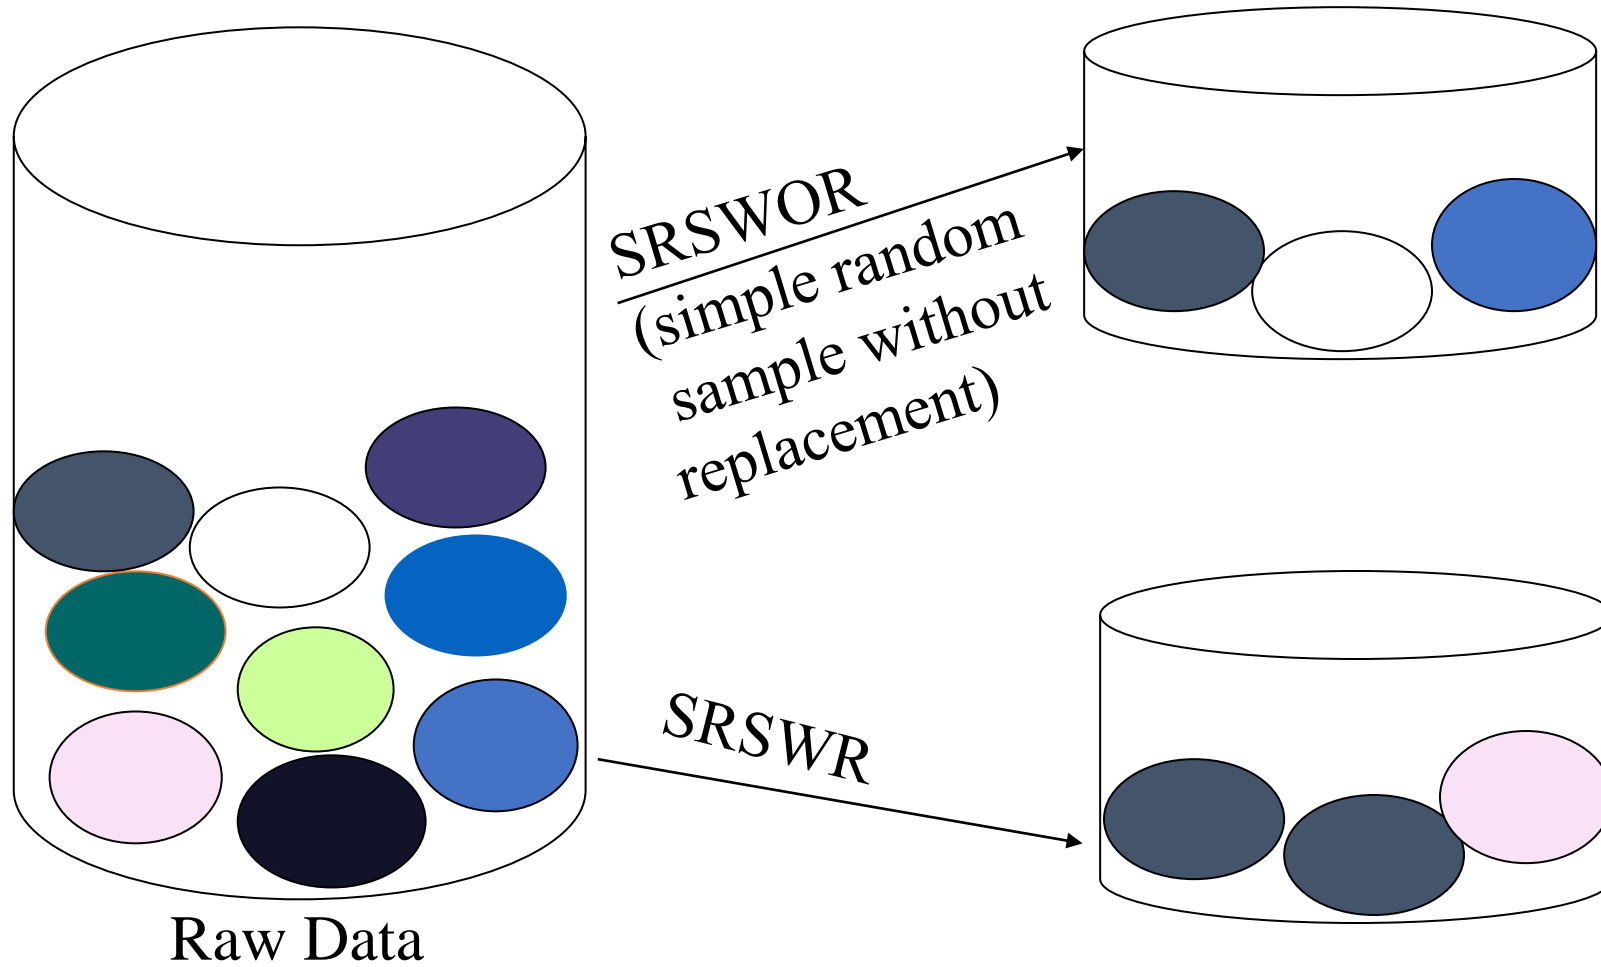 SRSWOR
(simple random
sample without
replacement)
SRSWR
Raw Data